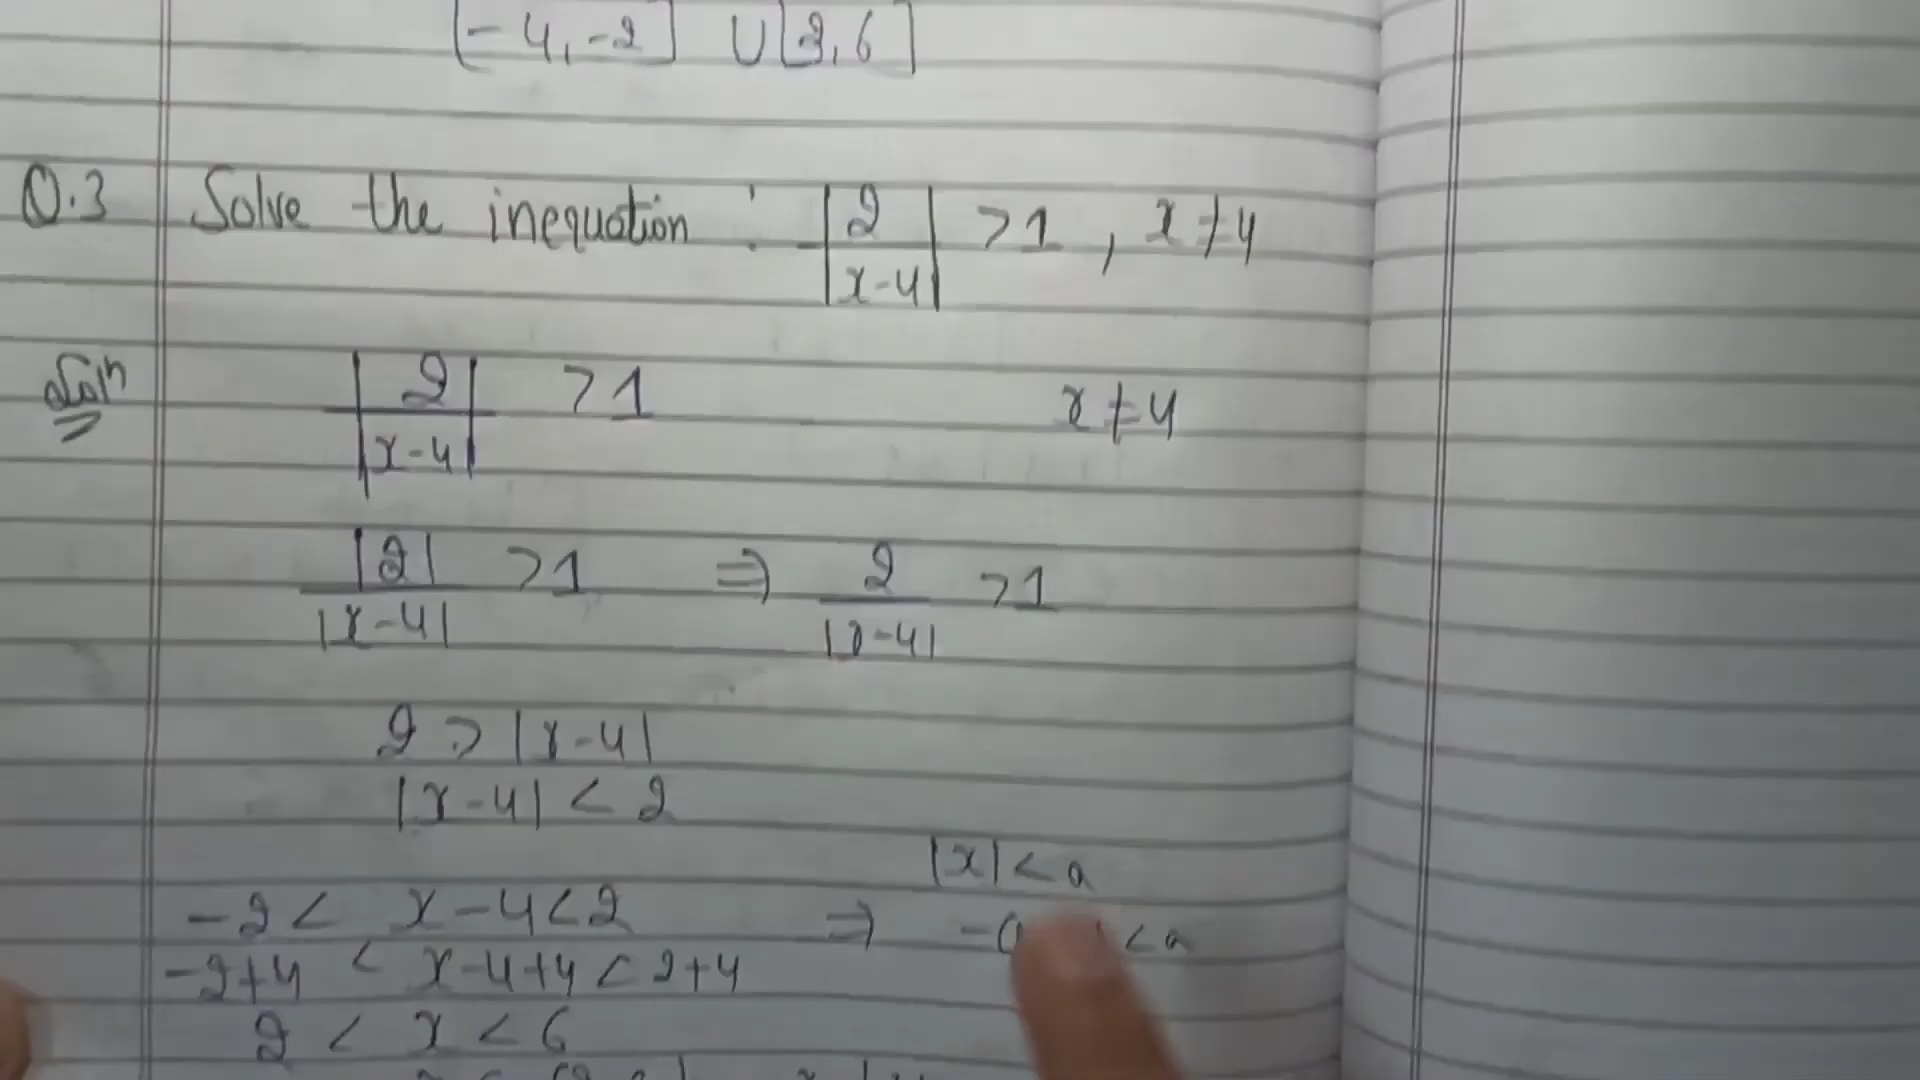 [-4,-2] ∪ [2,6]
Q.3 Solve the inequation : |2/x-4| >1 , x≠4
Solⁿ |2/x-4| >1 x≠4
|2|/|x-4| >1 ⇒ 2/|x-4| >1
2 > |x-4|
|x-4| < 2
|x| < a
-2 < x-4<2 ⇒ < a
-2+4 < x-4+4 < 2+4
2 < x < 6